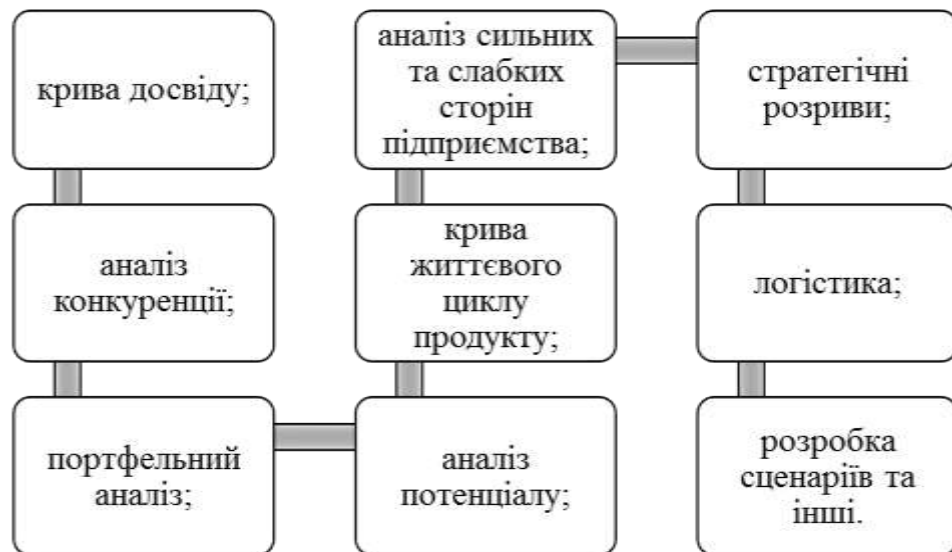 крива досвіду;
аналіз
конкуренції;
портфельний
аналіз;
аналіз
потенціалу;
крива
життєвого
циклу
продукту;
аналіз сильних
та слабких
сторін
підприємства;
стратегічні
розриви;
логістика;
розробка
сценаріїв та
інші.